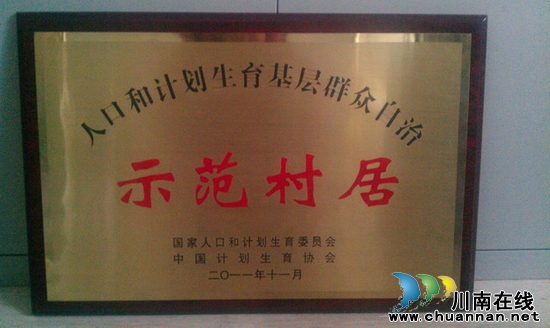 人口和计划生育基层群众自治
示范村居
国家人口和计划生育委员会
中国计划生育协会
二〇一一年十一月
川南在线
www.chuannan.net